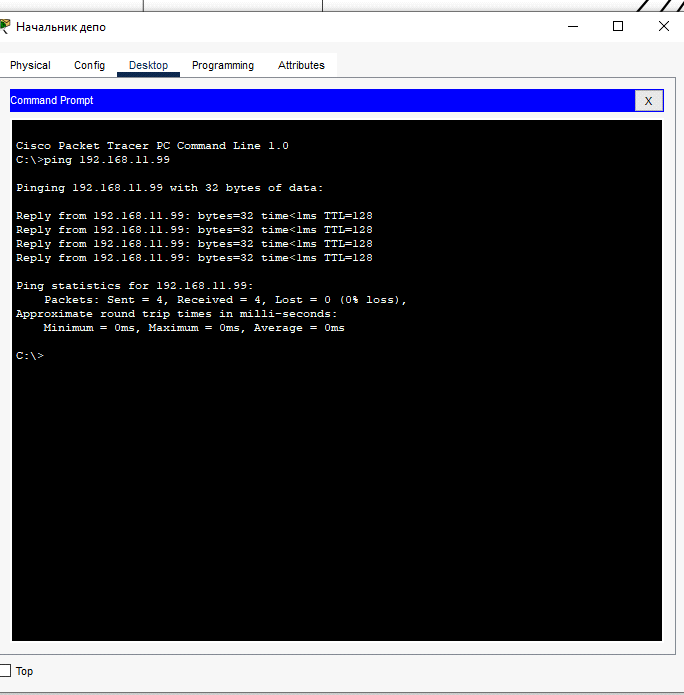 Начальник депо
Physical Config Desktop Programming Attributes
Command Prompt X
Cisco Packet Tracer PC Command Line 1.0
C:\>ping 192.168.11.99
Pinging 192.168.11.99 with 32 bytes of data:
Reply from 192.168.11.99: bytes=32 time<1ms TTL=128
Reply from 192.168.11.99: bytes=32 time<1ms TTL=128
Reply from 192.168.11.99: bytes=32 time<1ms TTL=128
Reply from 192.168.11.99: bytes=32 time<1ms TTL=128
Ping statistics for 192.168.11.99:
Packets: Sent = 4, Received = 4, Lost = 0 (0% loss),
Approximate round trip times in milli-seconds:
Minimum = 0ms, Maximum = 0ms, Average = 0ms
C:\>
Top